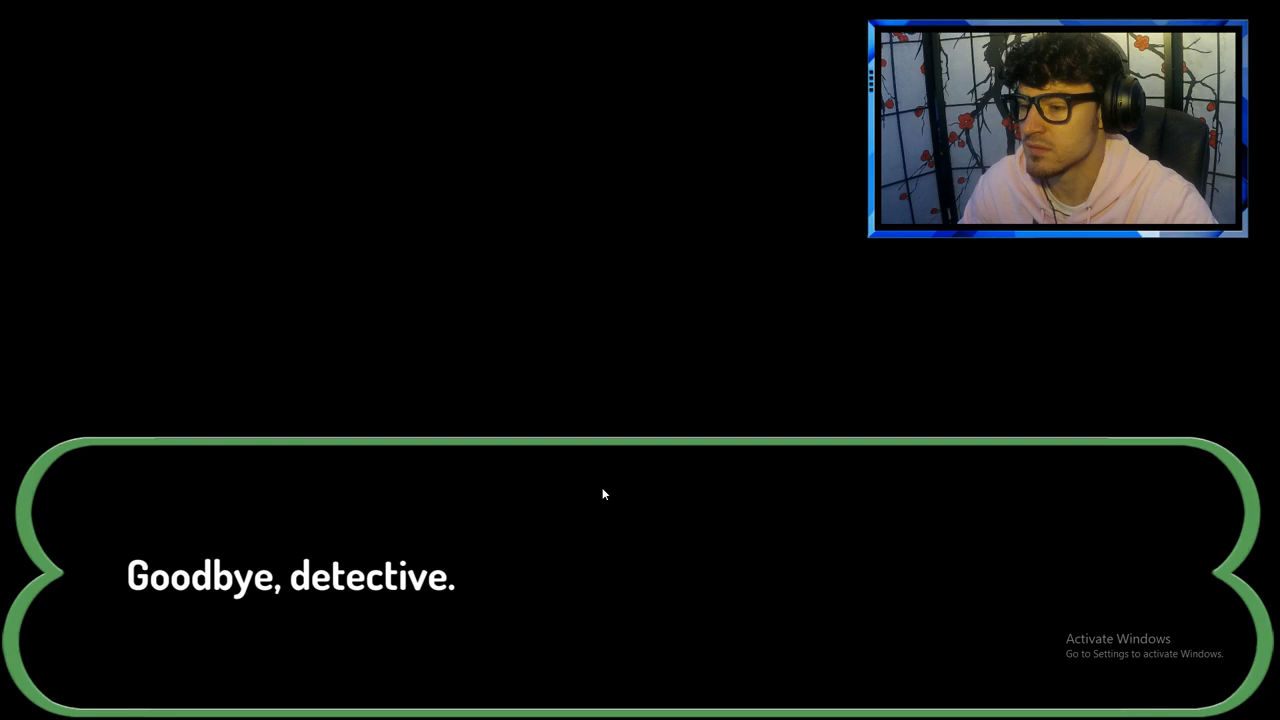 Goodbye, detective.
Activate Windows
Go to Settings to activate Windows.